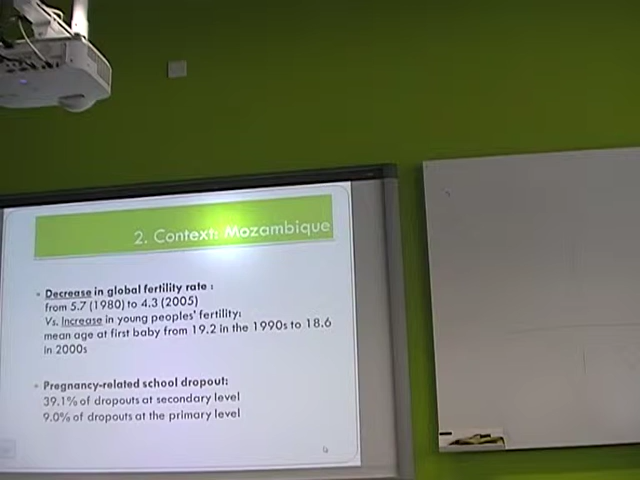 2. Context: Mozambique
Decrease in global fertility rate :
from 5.7 (1980) to 4.3 (2005)
Vs. Increase in young peoples' fertility:
mean age at first baby from 19.2 in the 1990s to 18.6
in 2000s
Pregnancy-related school dropout:
39.1% of dropouts at secondary level
9.0% of dropouts at the primary level